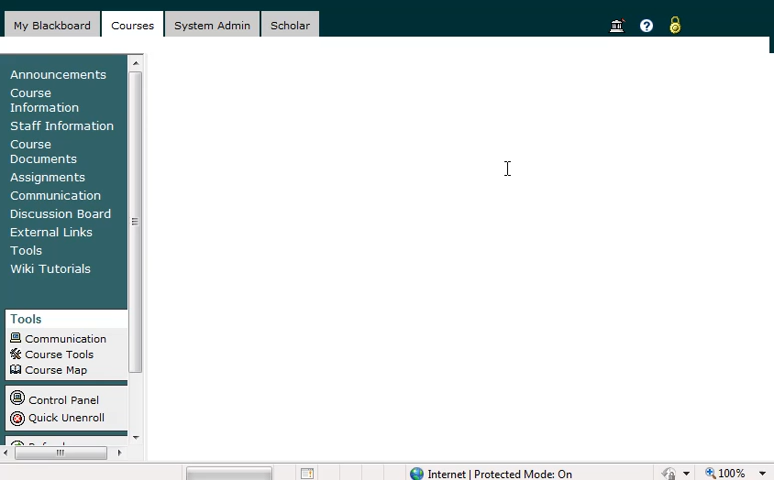 My Blackboard
Courses
System Admin
Scholar
Announcements
Course
Information
Staff Information
Course
Documents
Assignments
Communication
Discussion Board
External Links
Tools
Wiki Tutorials
Tools
Communication
Course Tools
Course Map
Control Panel
Quick Unenroll
Internet | Protected Mode: On
100%